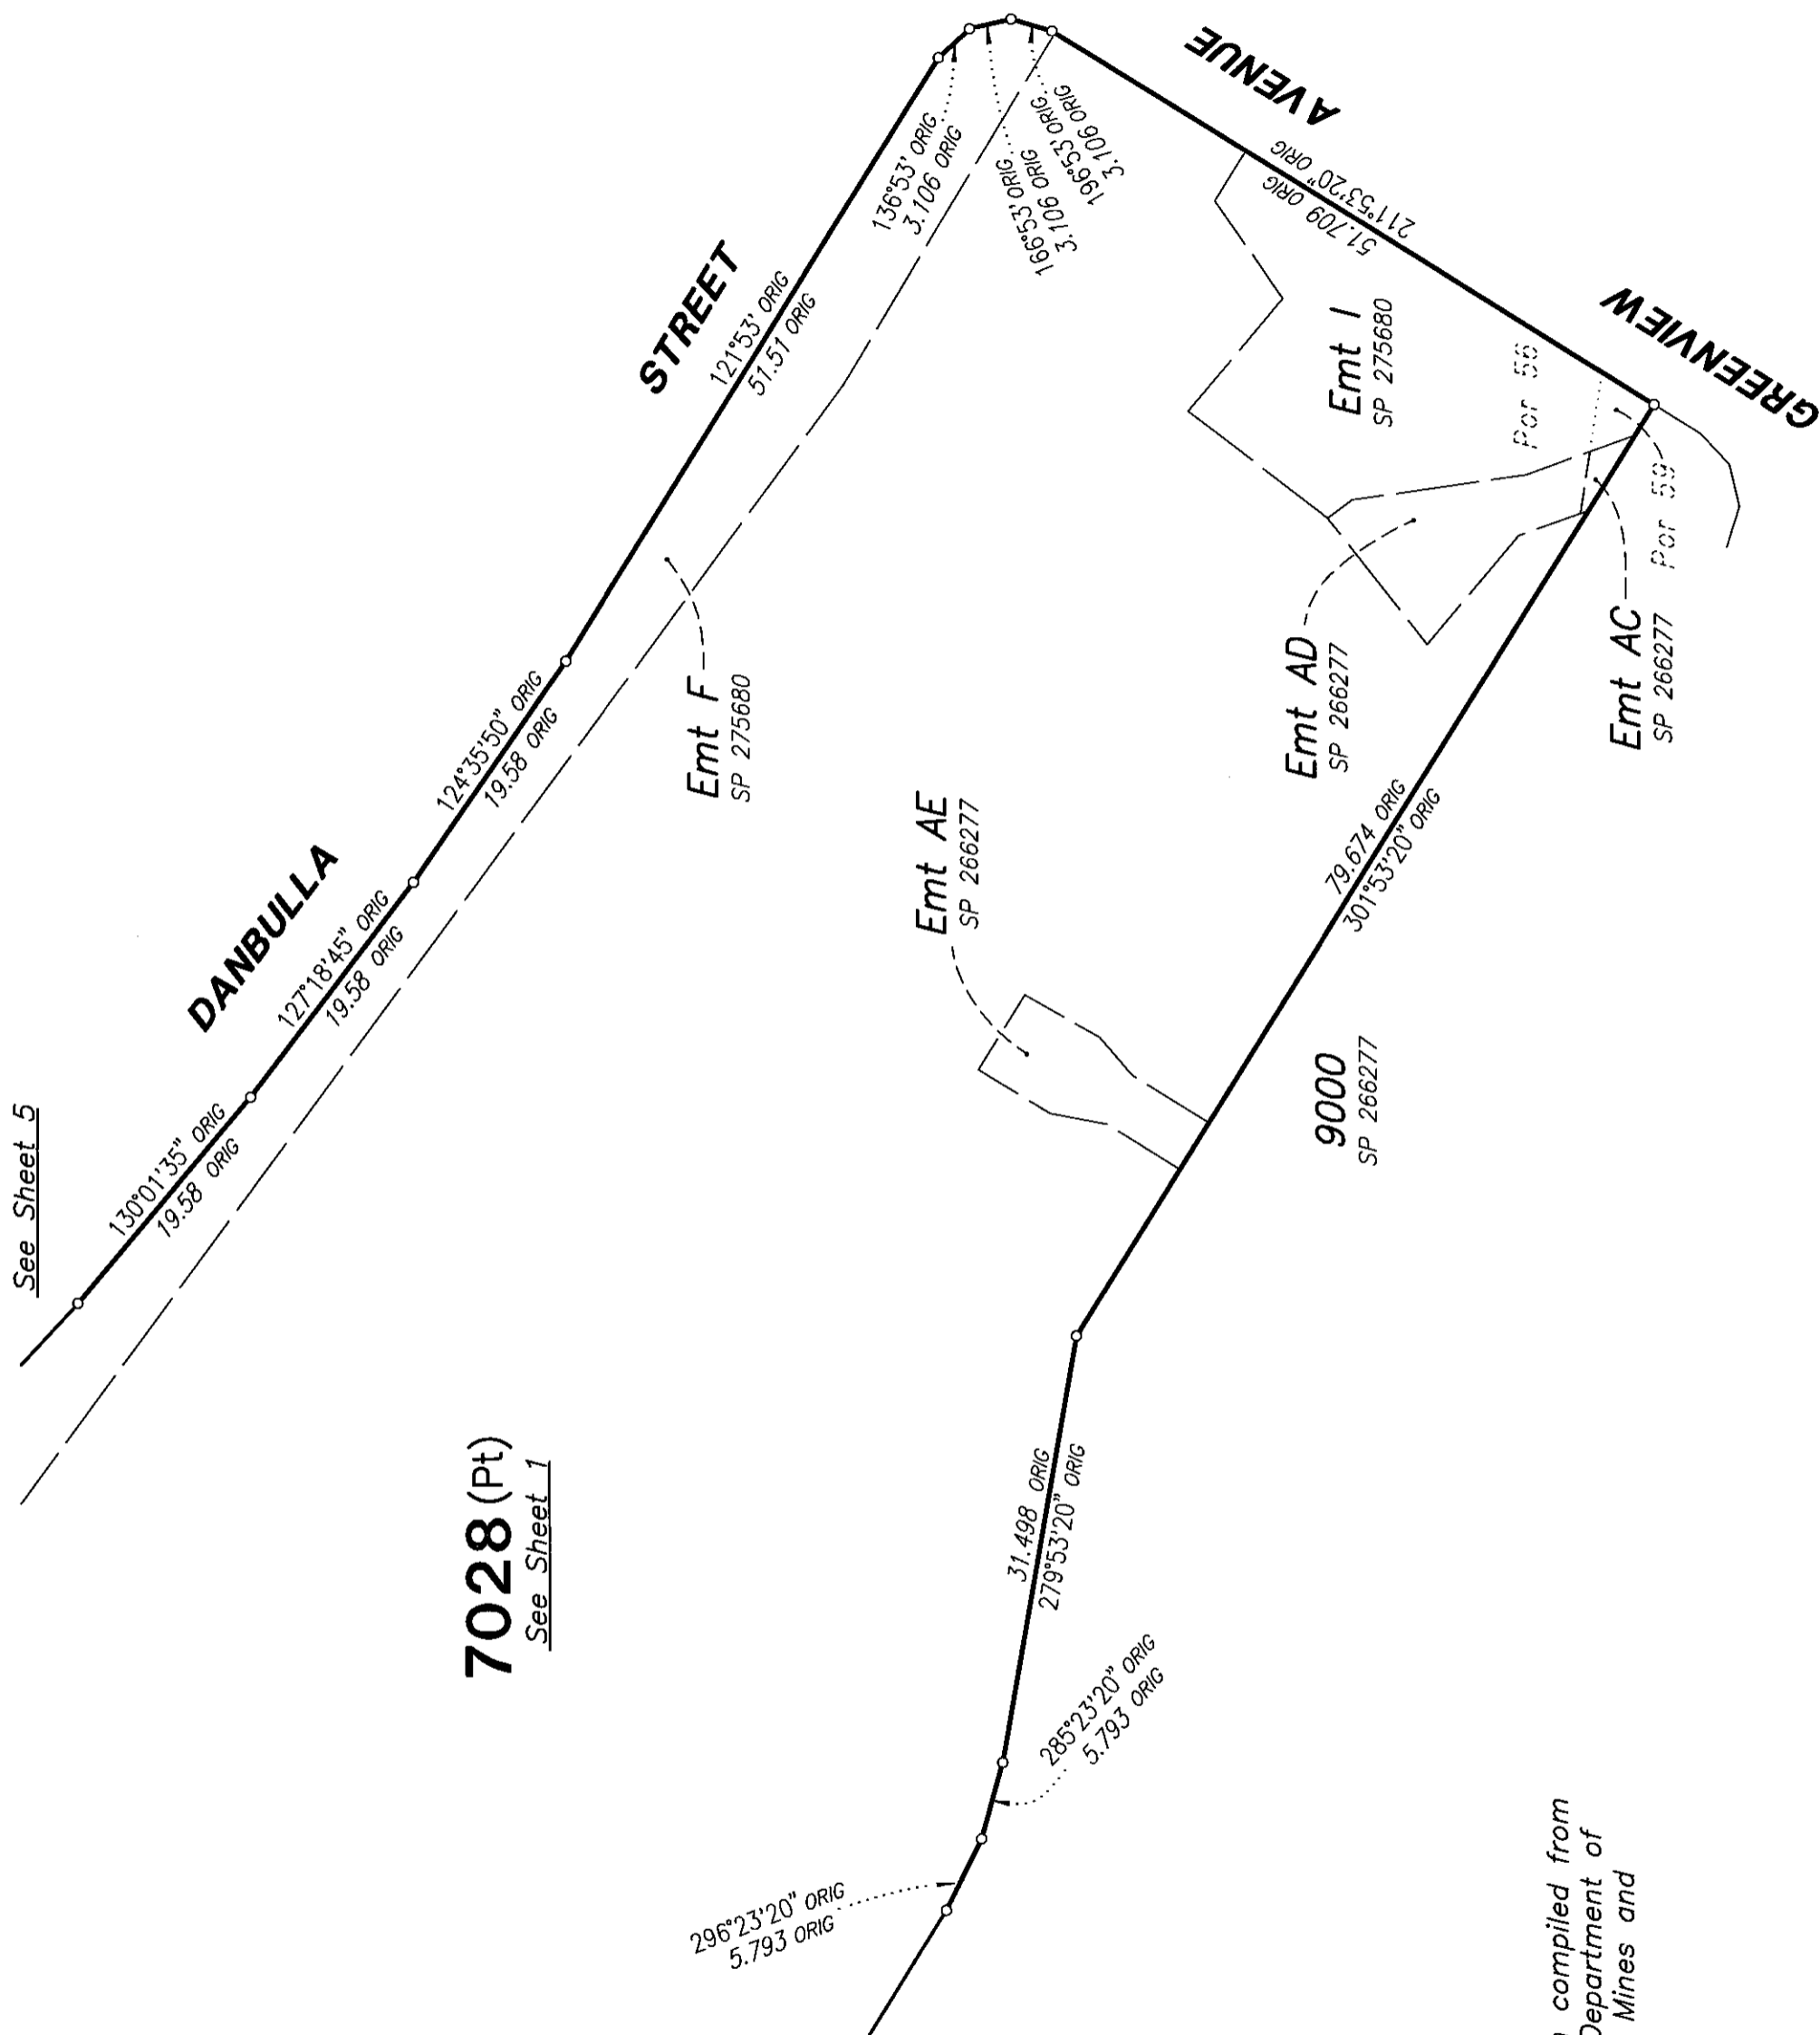 See Sheet 5
130°01'35" ORIG
19.58 ORIG
DANBULLA
127°18'45" ORIG
19.58 ORIG
124°35'50" ORIG
19.58 ORIG
STREET
121°53' ORIG
51.51 ORIG
136°53' ORIG
3.106 ORIG
166°53' ORIG
3.106 ORIG
196°53' ORIG
3.106 ORIG
GREENVIEW
AVENUE
51.709 ORIG
211°53'20" ORIG
Emt F
SP 275680
Emt I
SP 275680
Por 56
Por 59
Emt AD
SP 266277
Emt AC
SP 266277
Emt AE
SP 266277
79.674 ORIG
301°53'20" ORIG
9000
SP 266277
7028 (Pt)
See Sheet 1
31.498 ORIG
279°53'20" ORIG
285°23'20" ORIG
5.793 ORIG
296°23'20" ORIG
5.793 ORIG
compiled from
Department of
Mines and